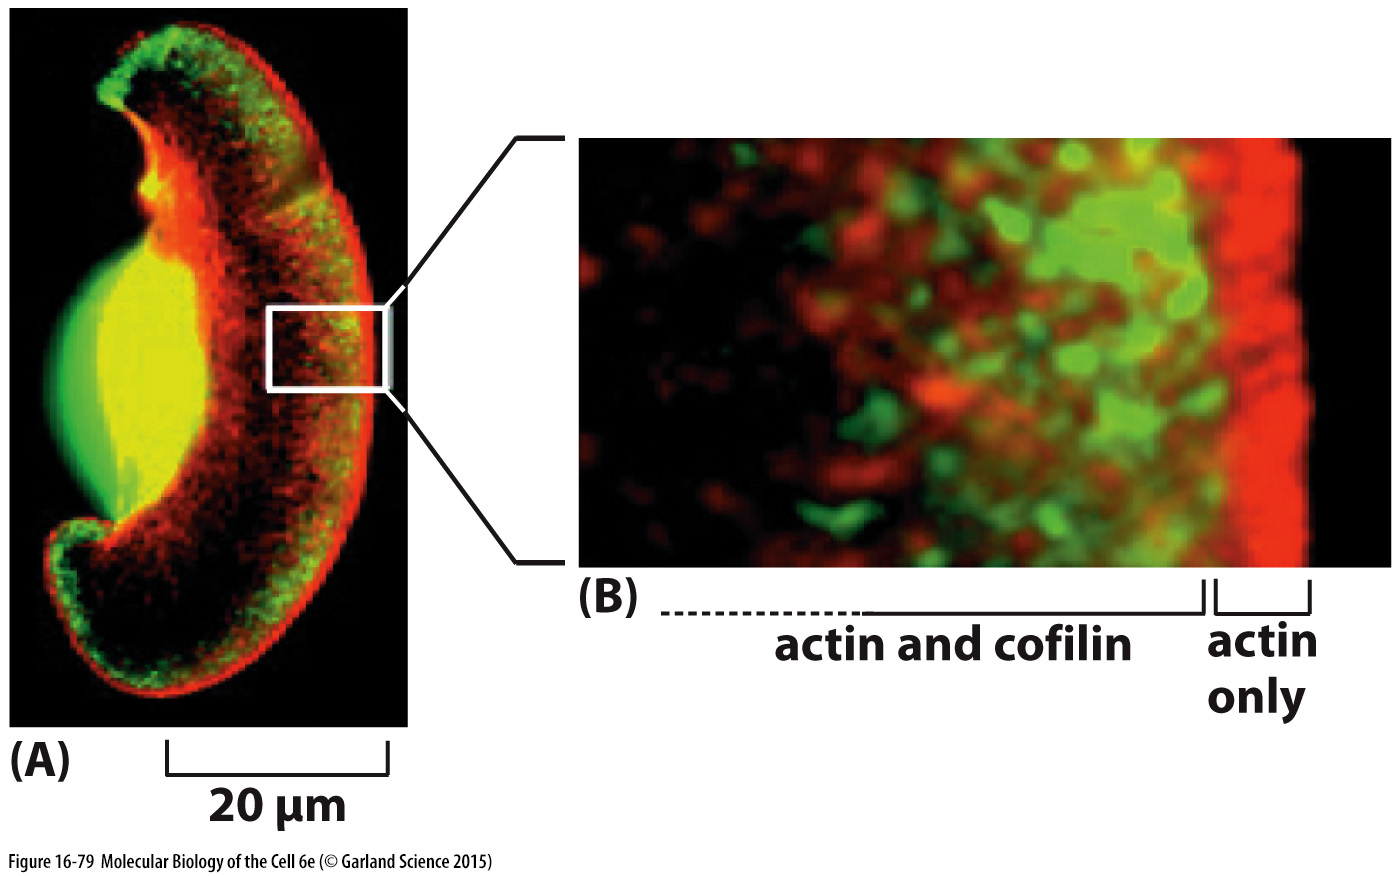 (A)
20 μm
(B)
actin and cofilin
actin
only
Figure 16-79 Molecular Biology of the Cell 6e (© Garland Science 2015)